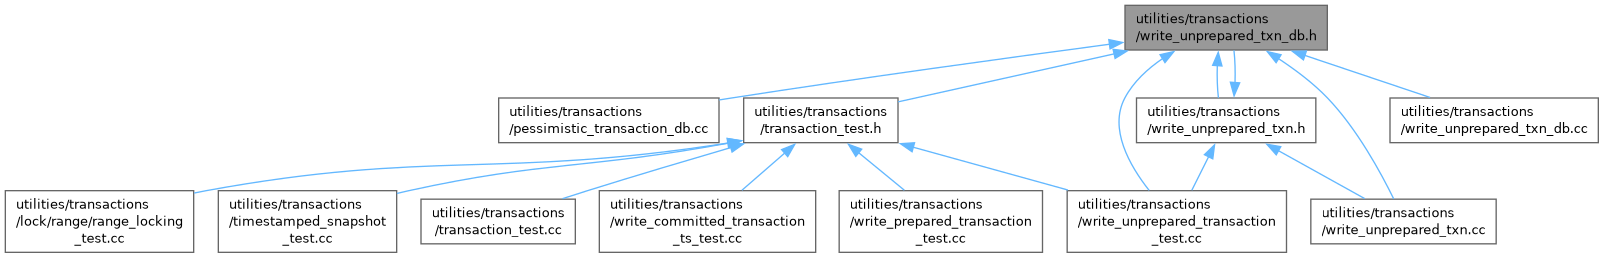 utilities/transactions
/write_unprepared_txn_db.h
utilities/transactions
/pessimistic_transaction_db.cc
utilities/transactions
/transaction_test.h
utilities/transactions
/write_unprepared_txn.h
utilities/transactions
/write_unprepared_txn_db.cc
utilities/transactions
/lock/range/range_locking
_test.cc
utilities/transactions
/timestamped_snapshot
_test.cc
utilities/transactions
/transaction_test.cc
utilities/transactions
/write_committed_transaction
_ts_test.cc
utilities/transactions
/write_prepared_transaction
_test.cc
utilities/transactions
/write_unprepared_transaction
_test.cc
utilities/transactions
/write_unprepared_txn.cc